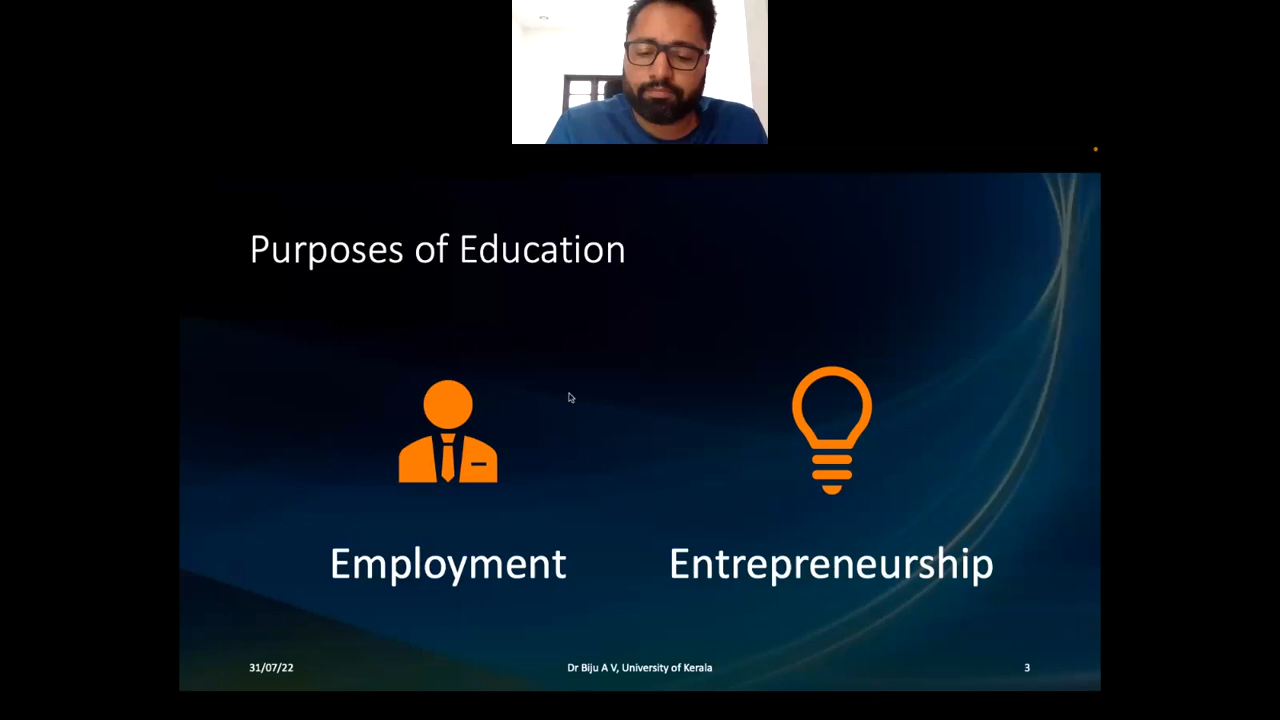 Purposes of Education
Employment
Entrepreneurship
31/07/22
Dr Biju A V, University of Kerala
3